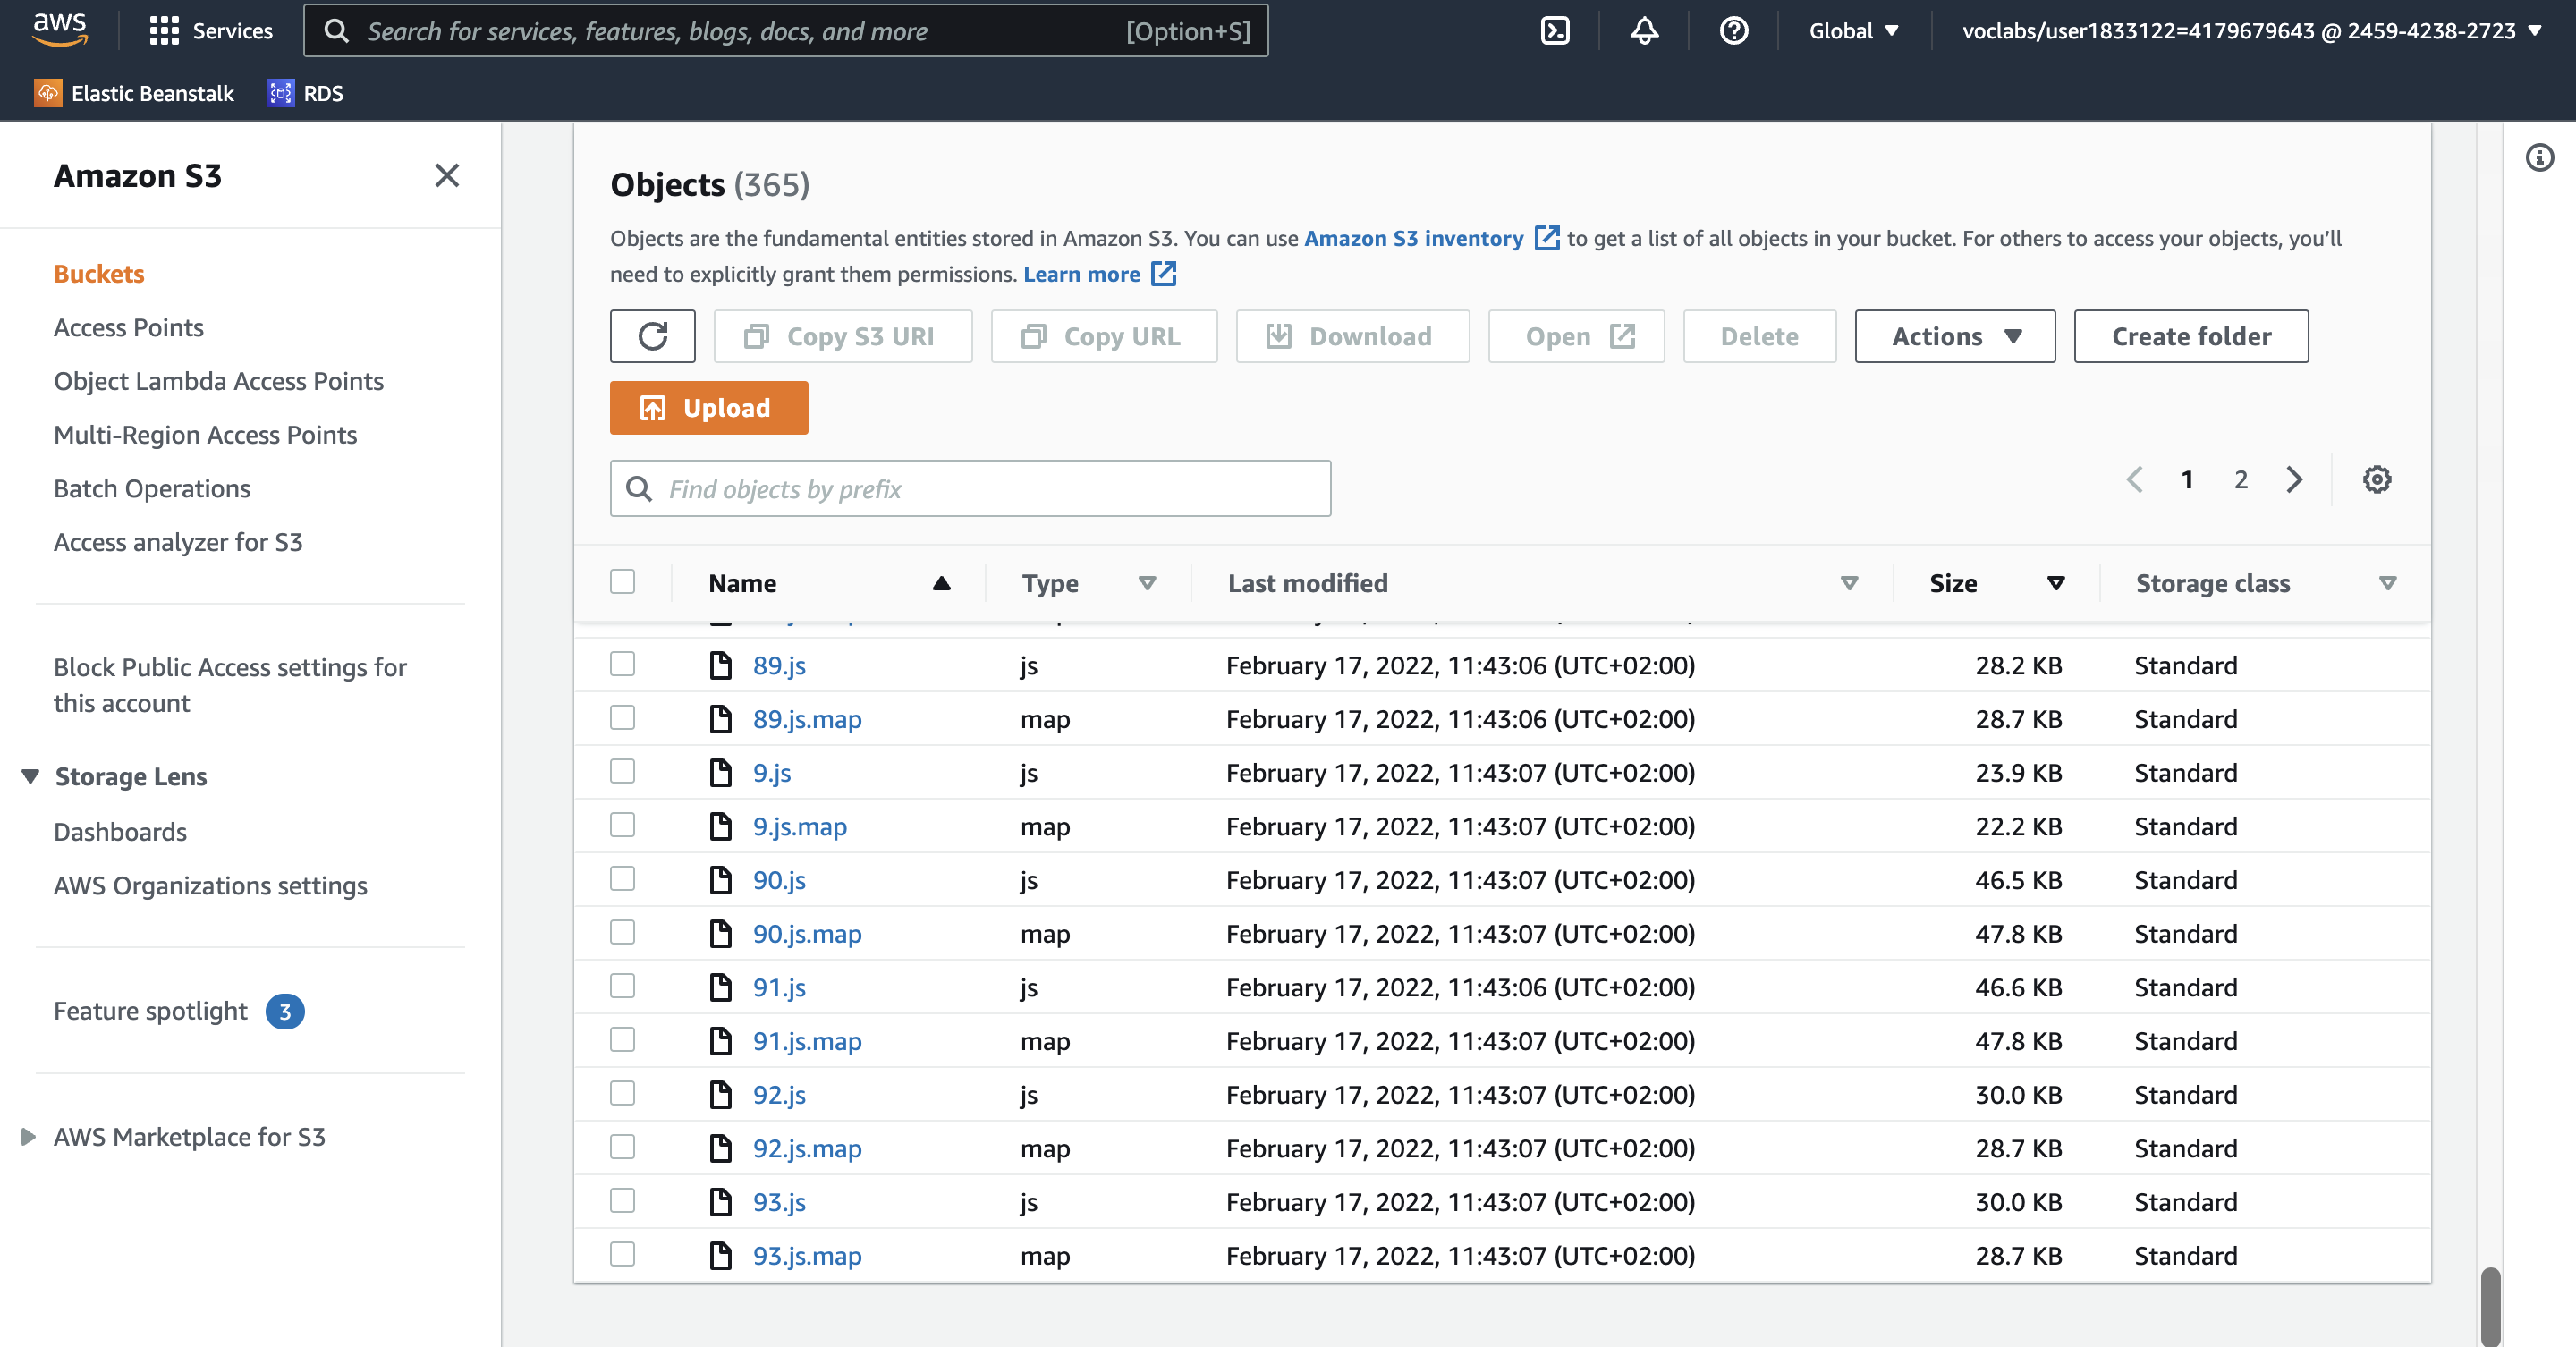 aws Services Search for services, features, blogs, docs, and more [Option+S] Global voclabs/user1833122=4179679643 @ 2459-4238-2723
Elastic Beanstalk RDS
Amazon S3
Buckets
Access Points
Object Lambda Access Points
Multi-Region Access Points
Batch Operations
Access analyzer for S3
Block Public Access settings for
this account
Storage Lens
Dashboards
AWS Organizations settings
Feature spotlight 3
AWS Marketplace for S3
Objects (365)
Objects are the fundamental entities stored in Amazon S3. You can use Amazon S3 inventory to get a list of all objects in your bucket. For others to access your objects, you'll
need to explicitly grant them permissions. Learn more
Copy S3 URI Copy URL Download Open Delete Actions Create folder
Upload
Find objects by prefix 1 2
Name Type Last modified Size Storage class
89.js js February 17, 2022, 11:43:06 (UTC+02:00) 28.2 KB Standard
89.js.map map February 17, 2022, 11:43:06 (UTC+02:00) 28.7 KB Standard
9.js js February 17, 2022, 11:43:07 (UTC+02:00) 23.9 KB Standard
9.js.map map February 17, 2022, 11:43:07 (UTC+02:00) 22.2 KB Standard
90.js js February 17, 2022, 11:43:07 (UTC+02:00) 46.5 KB Standard
90.js.map map February 17, 2022, 11:43:07 (UTC+02:00) 47.8 KB Standard
91.js js February 17, 2022, 11:43:06 (UTC+02:00) 46.6 KB Standard
91.js.map map February 17, 2022, 11:43:07 (UTC+02:00) 47.8 KB Standard
92.js js February 17, 2022, 11:43:07 (UTC+02:00) 30.0 KB Standard
92.js.map map February 17, 2022, 11:43:07 (UTC+02:00) 28.7 KB Standard
93.js js February 17, 2022, 11:43:07 (UTC+02:00) 30.0 KB Standard
93.js.map map February 17, 2022, 11:43:07 (UTC+02:00) 28.7 KB Standard